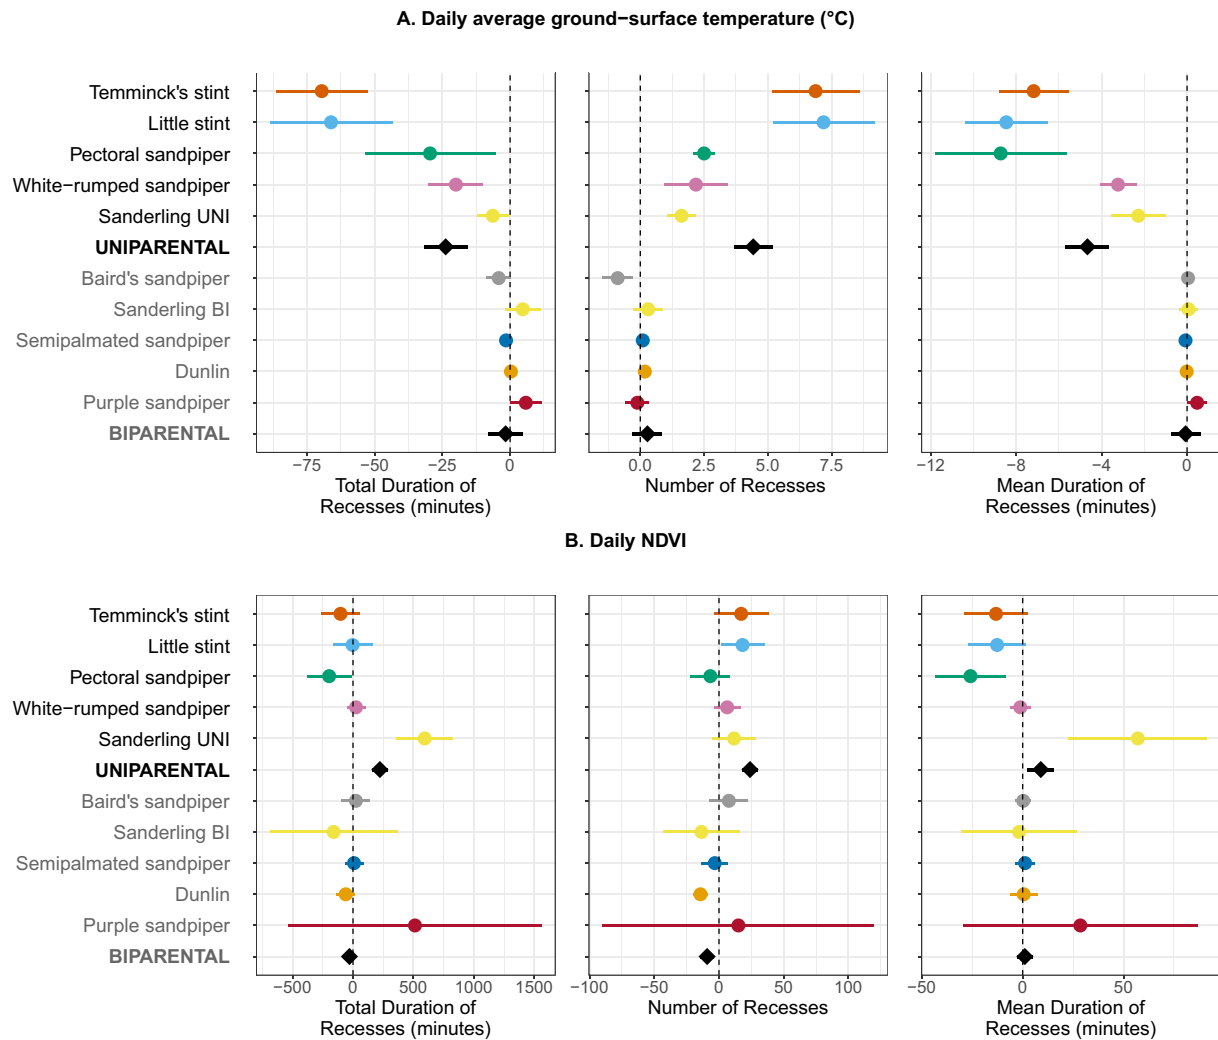 A. Daily average ground−surface temperature (°C)
Temminck's stint
Little stint
Pectoral sandpiper
White−rumped sandpiper
Sanderling UNI
UNIPARENTAL
Baird's sandpiper
Sanderling BI
Semipalmated sandpiper
Dunlin
Purple sandpiper
BIPARENTAL
−75 −50 −25 0
Total Duration of
Recesses (minutes)
0.0 2.5 5.0 7.5
Number of Recesses
−12 −8 −4 0
Mean Duration of
Recesses (minutes)
B. Daily NDVI
Temminck's stint
Little stint
Pectoral sandpiper
White−rumped sandpiper
Sanderling UNI
UNIPARENTAL
Baird's sandpiper
Sanderling BI
Semipalmated sandpiper
Dunlin
Purple sandpiper
BIPARENTAL
−500 0 500 1000 1500
Total Duration of
Recesses (minutes)
−100 −50 0 50 100
Number of Recesses
−50 0 50
Mean Duration of
Recesses (minutes)